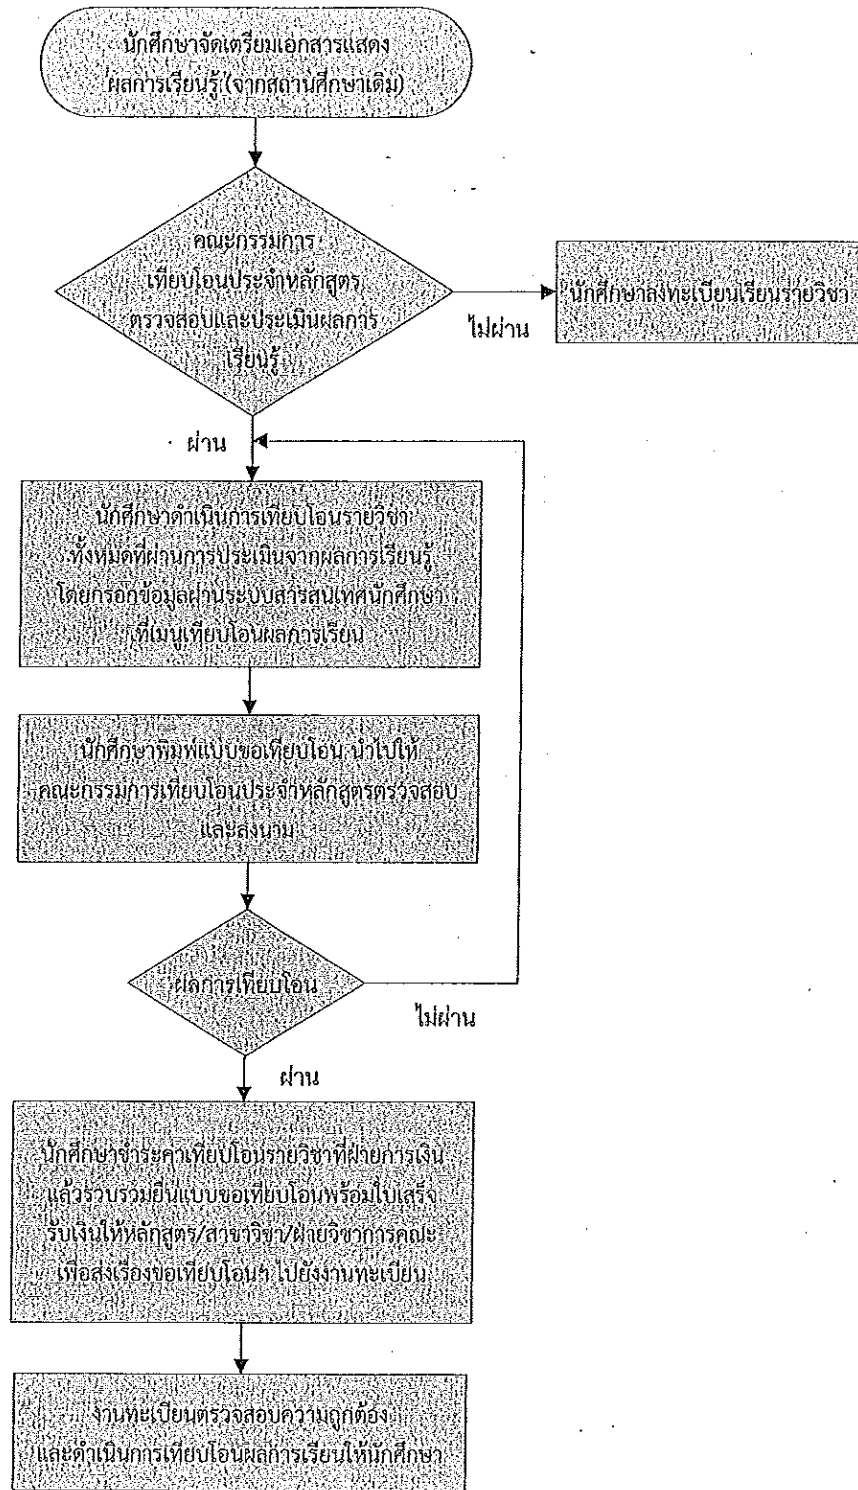 นักศึกษาจัดเตรียมเอกสารแสดง
ผลการเรียนรู้ (จากสถานศึกษาเดิม)
คณะกรรมการ
เทียบโอนประจำหลักสูตร
ตรวจสอบและประเมินผลการ
เรียนรู้
ไม่ผ่าน
นักศึกษาลงทะเบียนเรียนรายวิชา
ผ่าน
นักศึกษาดำเนินการเทียบโอนรายวิชา
ทั้งหมดที่ผ่านการประเมินจากผลการเรียนรู้
โดยกรอกข้อมูลผ่านระบบสารสนเทศนักศึกษา
ที่เมนูเทียบโอนผลการเรียน
นักศึกษาพิมพ์แบบขอเทียบโอน นำไปให้
คณะกรรมการเทียบโอนประจำหลักสูตรตรวจสอบ
และลงนาม
ผลการเทียบโอน
ไม่ผ่าน
ผ่าน
นักศึกษาชำระค่าเทียบโอนรายวิชาที่ฝ่ายการเงิน
แล้วรวบรวมยื่นแบบขอเทียบโอนพร้อมใบเสร็จ
รับเงินให้หลักสูตร/สาขาวิชา/ฝ่ายวิชาการคณะ
เพื่อส่งเรื่องขอเทียบโอนฯ ไปยังงานทะเบียน
งานทะเบียนตรวจสอบความถูกต้อง
และดำเนินการเทียบโอนผลการเรียนให้นักศึกษา